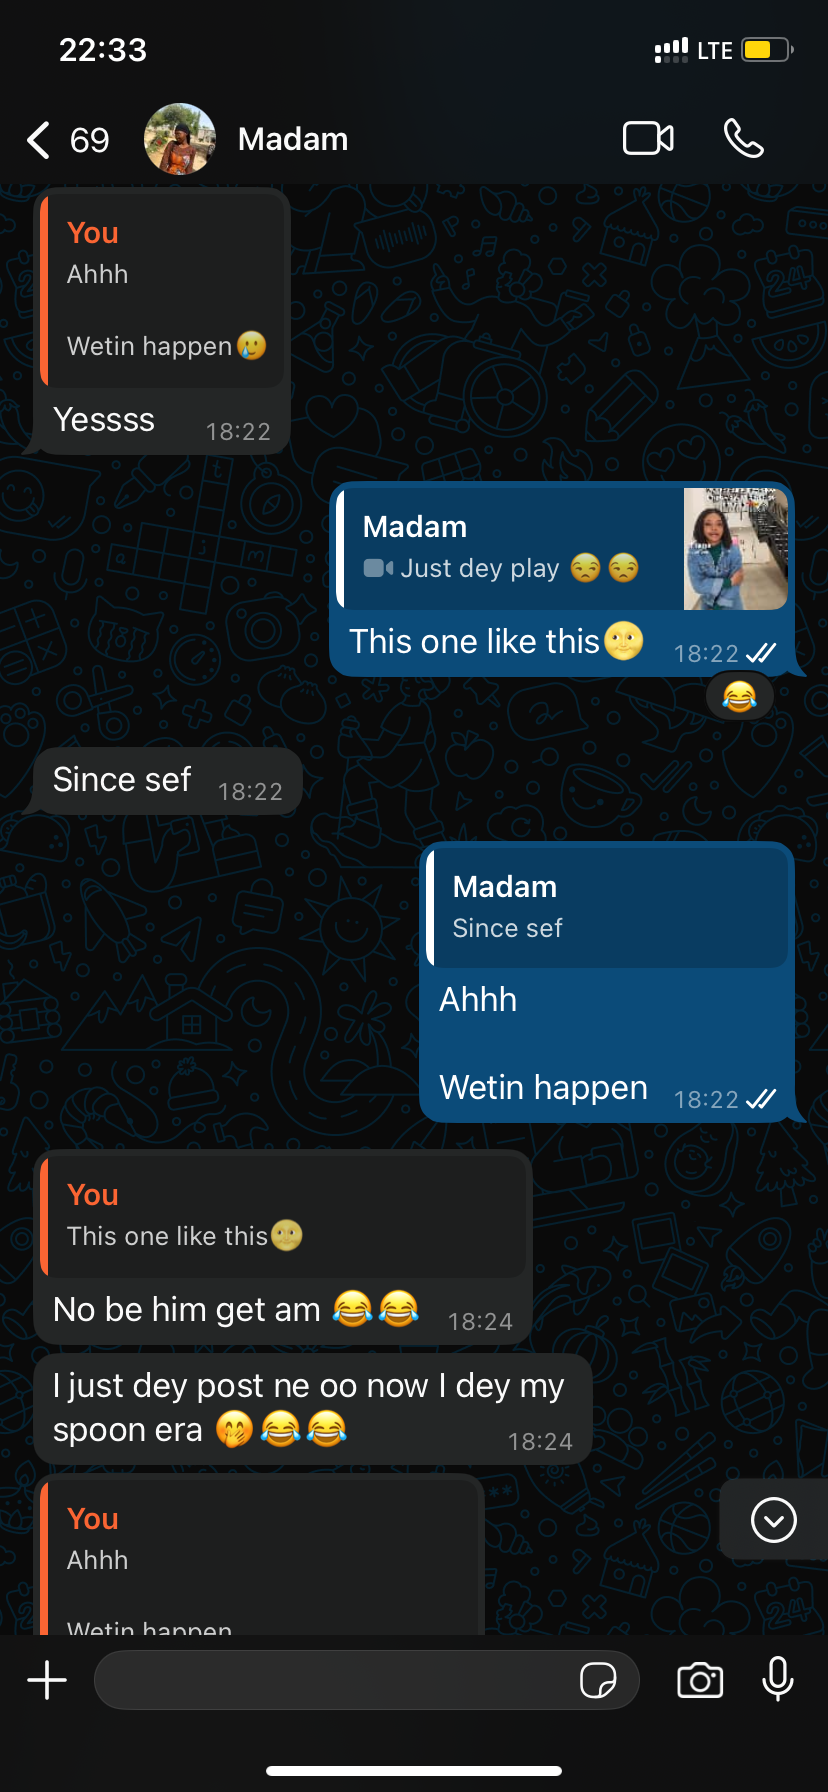 22:33
LTE
69
Madam
You
Ahhh
Wetin happen🥲
Yessss
18:22
Madam
Just dey play 😒😒
This one like this🌝
18:22
😂
Since sef
18:22
Madam
Since sef
Ahhh
Wetin happen
18:22
You
This one like this🌝
No be him get am 😂😂
18:24
I just dey post ne oo now I dey my
spoon era 🤭😂😂
18:24
You
Ahhh
Wetin happen